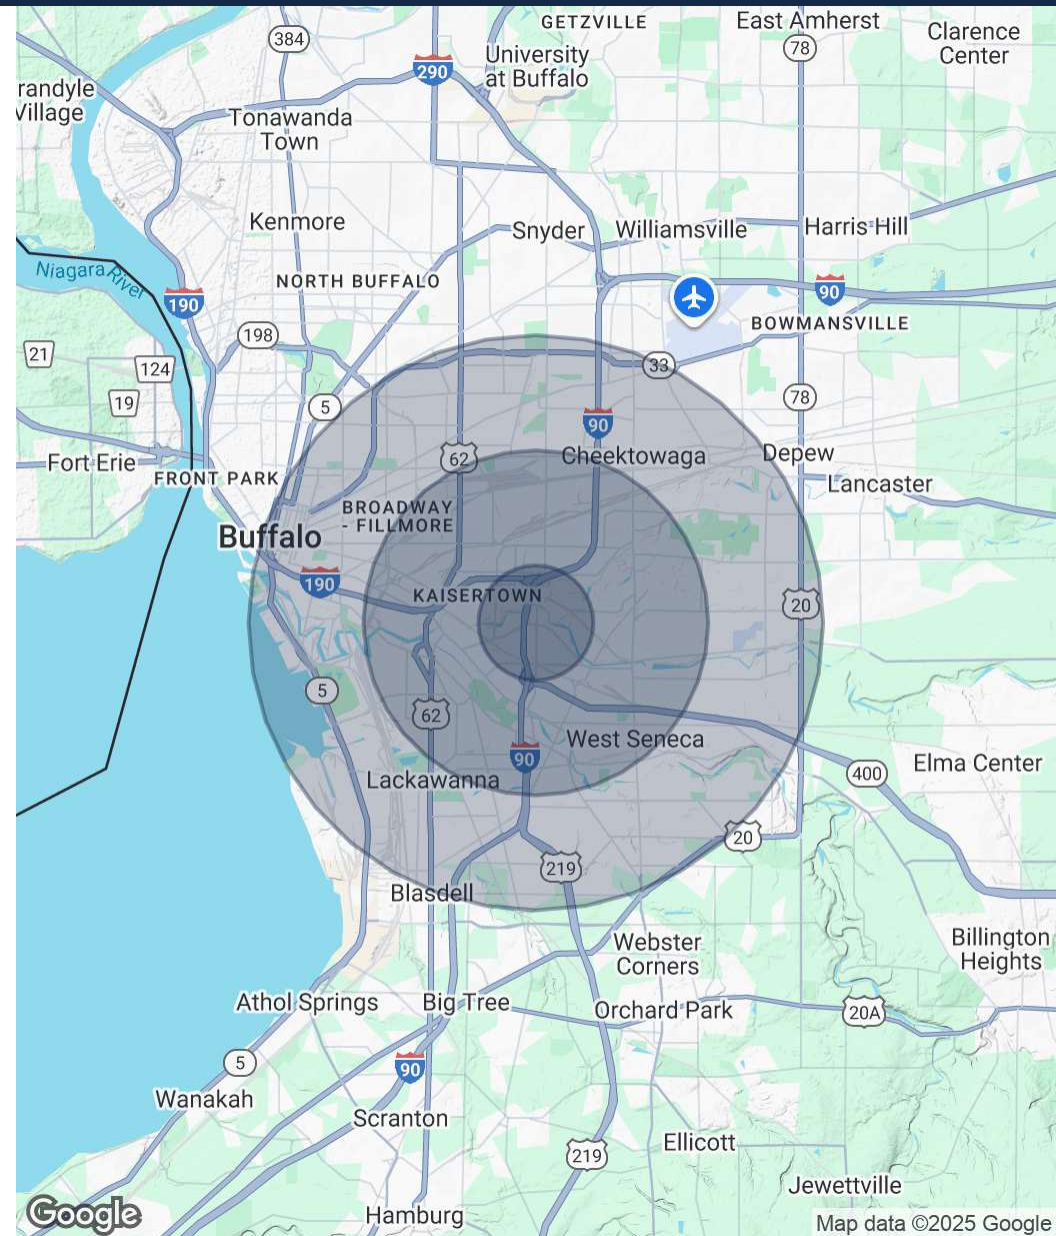 GETZVILLE
East Amherst
Clarence
Center
384
78
290
University
at Buffalo
randyle
Village
Tonawanda
Town
Kenmore
Snyder
Williamsville
Harris Hill
Niagara River
NORTH BUFFALO
190
90
BOWMANSVILLE
198
21
124
33
19
5
78
90
Fort Erie
62
Cheektowaga
Depew
FRONT PARK
Lancaster
BROADWAY
- FILLMORE
Buffalo
190
KAISERTOWN
20
5
62
West Seneca
90
Lackawanna
400
Elma Center
20
219
Blasdell
Webster
Corners
Billington
Heights
Athol Springs
Big Tree
Orchard Park
20A
5
90
Wanakah
Scranton
Ellicott
219
Jewettville
Google
Hamburg
Map data ©2025 Google